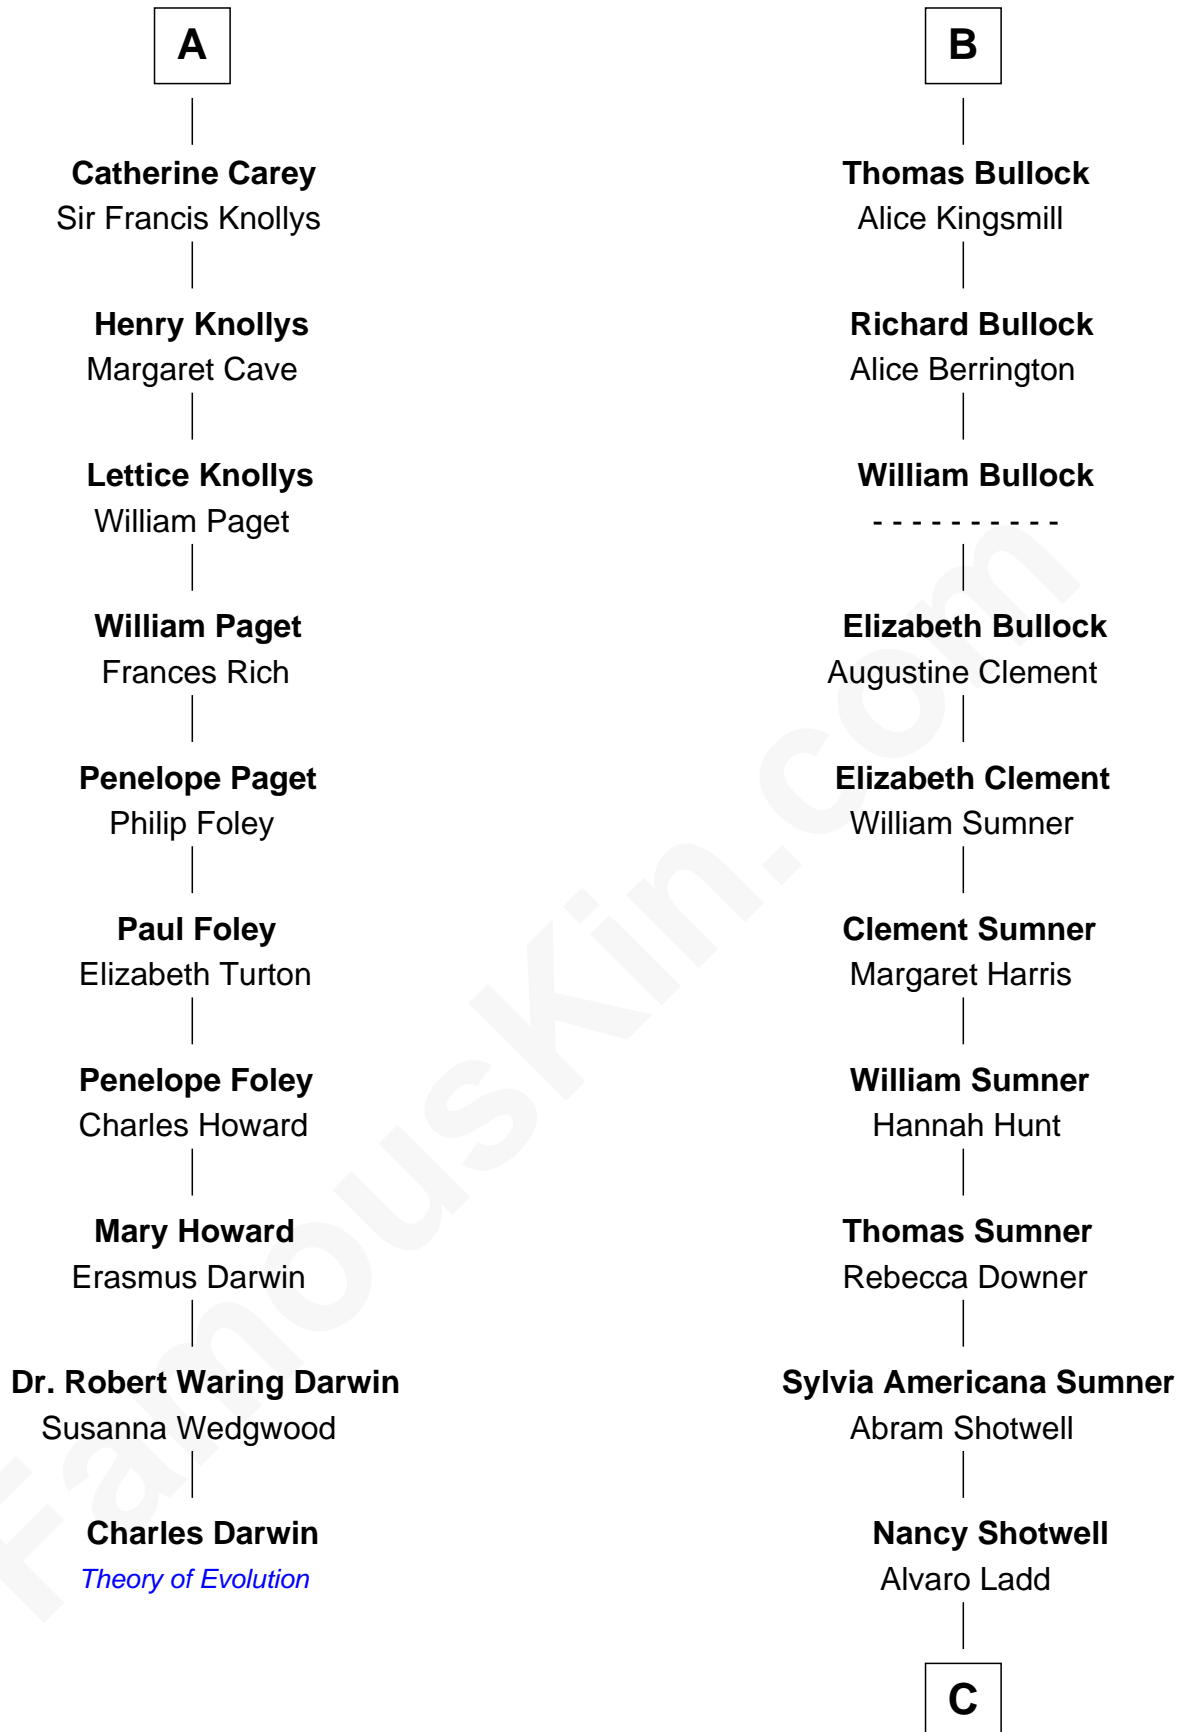 A
Catherine Carey
Sir Francis Knollys
Henry Knollys
Margaret Cave
Lettice Knollys
William Paget
William Paget
Frances Rich
Penelope Paget
Philip Foley
Paul Foley
Elizabeth Turton
Penelope Foley
Charles Howard
Mary Howard
Erasmus Darwin
Dr. Robert Waring Darwin
Susanna Wedgwood
Charles Darwin
Theory of Evolution
B
Thomas Bullock
Alice Kingsmill
Richard Bullock
Alice Berrington
William Bullock
- - - - - - - - - -
Elizabeth Bullock
Augustine Clement
Elizabeth Clement
William Sumner
Clement Sumner
Margaret Harris
William Sumner
Hannah Hunt
Thomas Sumner
Rebecca Downer
Sylvia Americana Sumner
Abram Shotwell
Nancy Shotwell
Alvaro Ladd
C
FamousKin.com